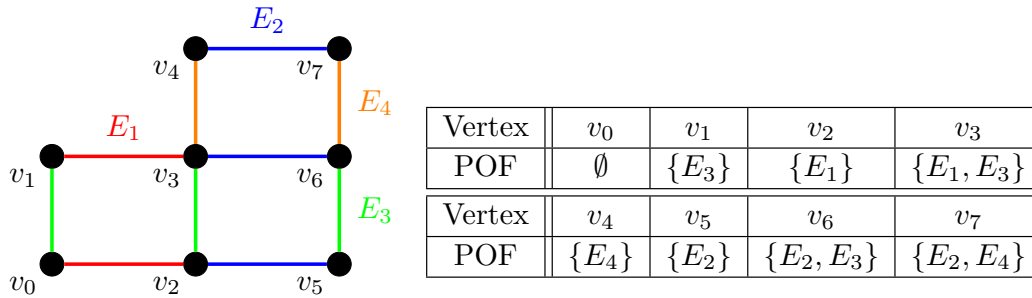 E₂
v₄ v₇
E₄
E₁
v₁ v₃ v₆
E₃
v₀ v₂ v₅
Vertex v₀ v₁ v₂ v₃
POF ∅ {E₃} {E₁} {E₁, E₃}
Vertex v₄ v₅ v₆ v₇
POF {E₄} {E₂} {E₂, E₃} {E₂, E₄}